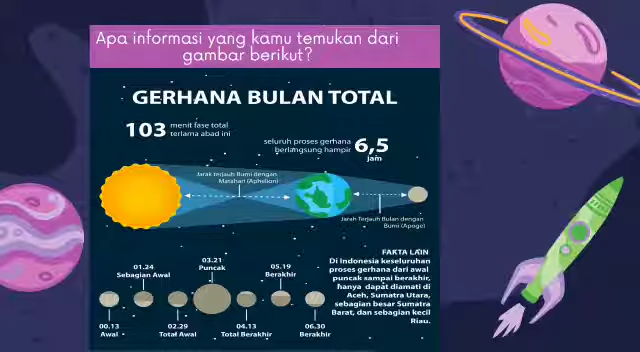 Apa informasi yang kamu temukan dari
gambar berikut?
GERHANA BULAN TOTAL
103 menit fase total
terlama abad ini
seluruh proses gerhana
berlangsung hampir 6,5
jam
Jarak terjauh Bumi dengan
Matahari (Aphelion)
Jarah Terjauh Bulan dengan
Bumi (Apoge)
01.24
Sebagian Awal
03.21
Puncak
05.19
Berakhir
00.13
Awal
02.29
Total Awal
04.13
Total Berakhir
06.30
Berakhir
FAKTA LAIN
Di Indonesia keseluruhan
proses gerhana dari awal
puncak sampai berakhir,
hanya dapat diamati di
Aceh, Sumatra Utara,
sebagian besar Sumatra
Barat, dan sebagian kecil
Riau.